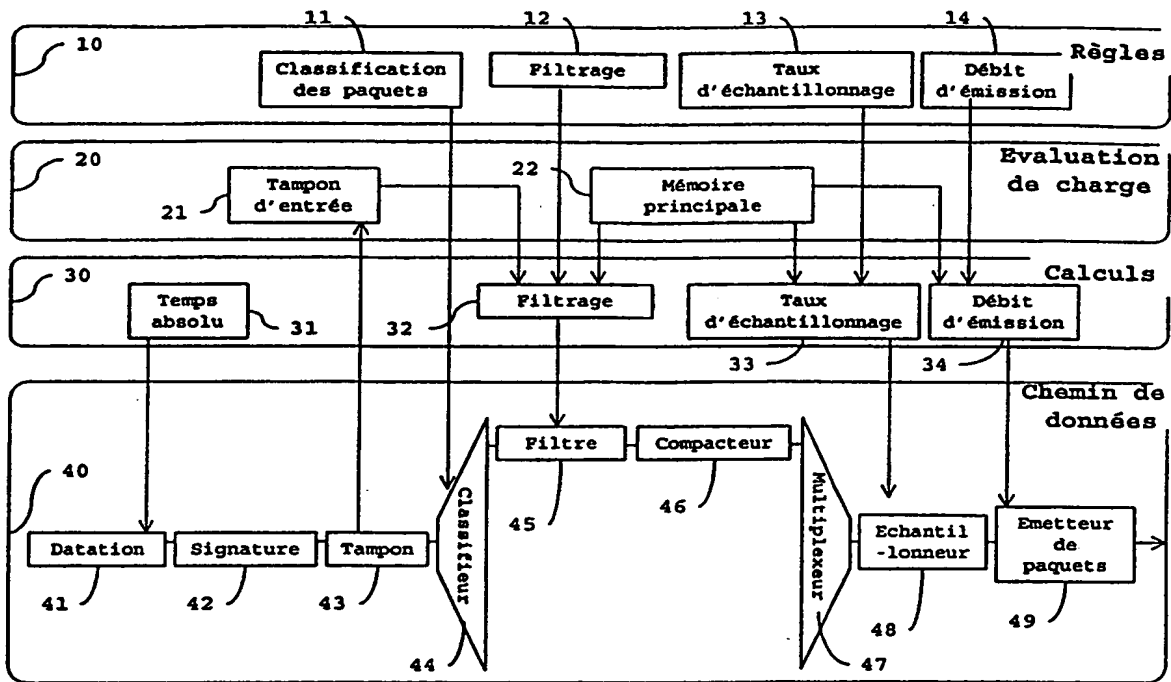 11
12
13
14
10
Règles
Classification
des paquets
Filtrage
Taux
d'échantillonnage
Débit
d'émission
20
Evaluation
de charge
22
Tampon
d'entrée
21
Mémoire
principale
30
Calculs
Temps
absolu
31
32
Filtrage
Taux
d'échantillonnage
Débit
d'émission
33
34
Chemin de
données
40
Filtre
Compacteur
45
46
Classifieur
Multiplexeur
Datation
Signature
Tampon
Echantil
-lonneur
Emetteur
de
paquets
41
42
43
44
47
48
49